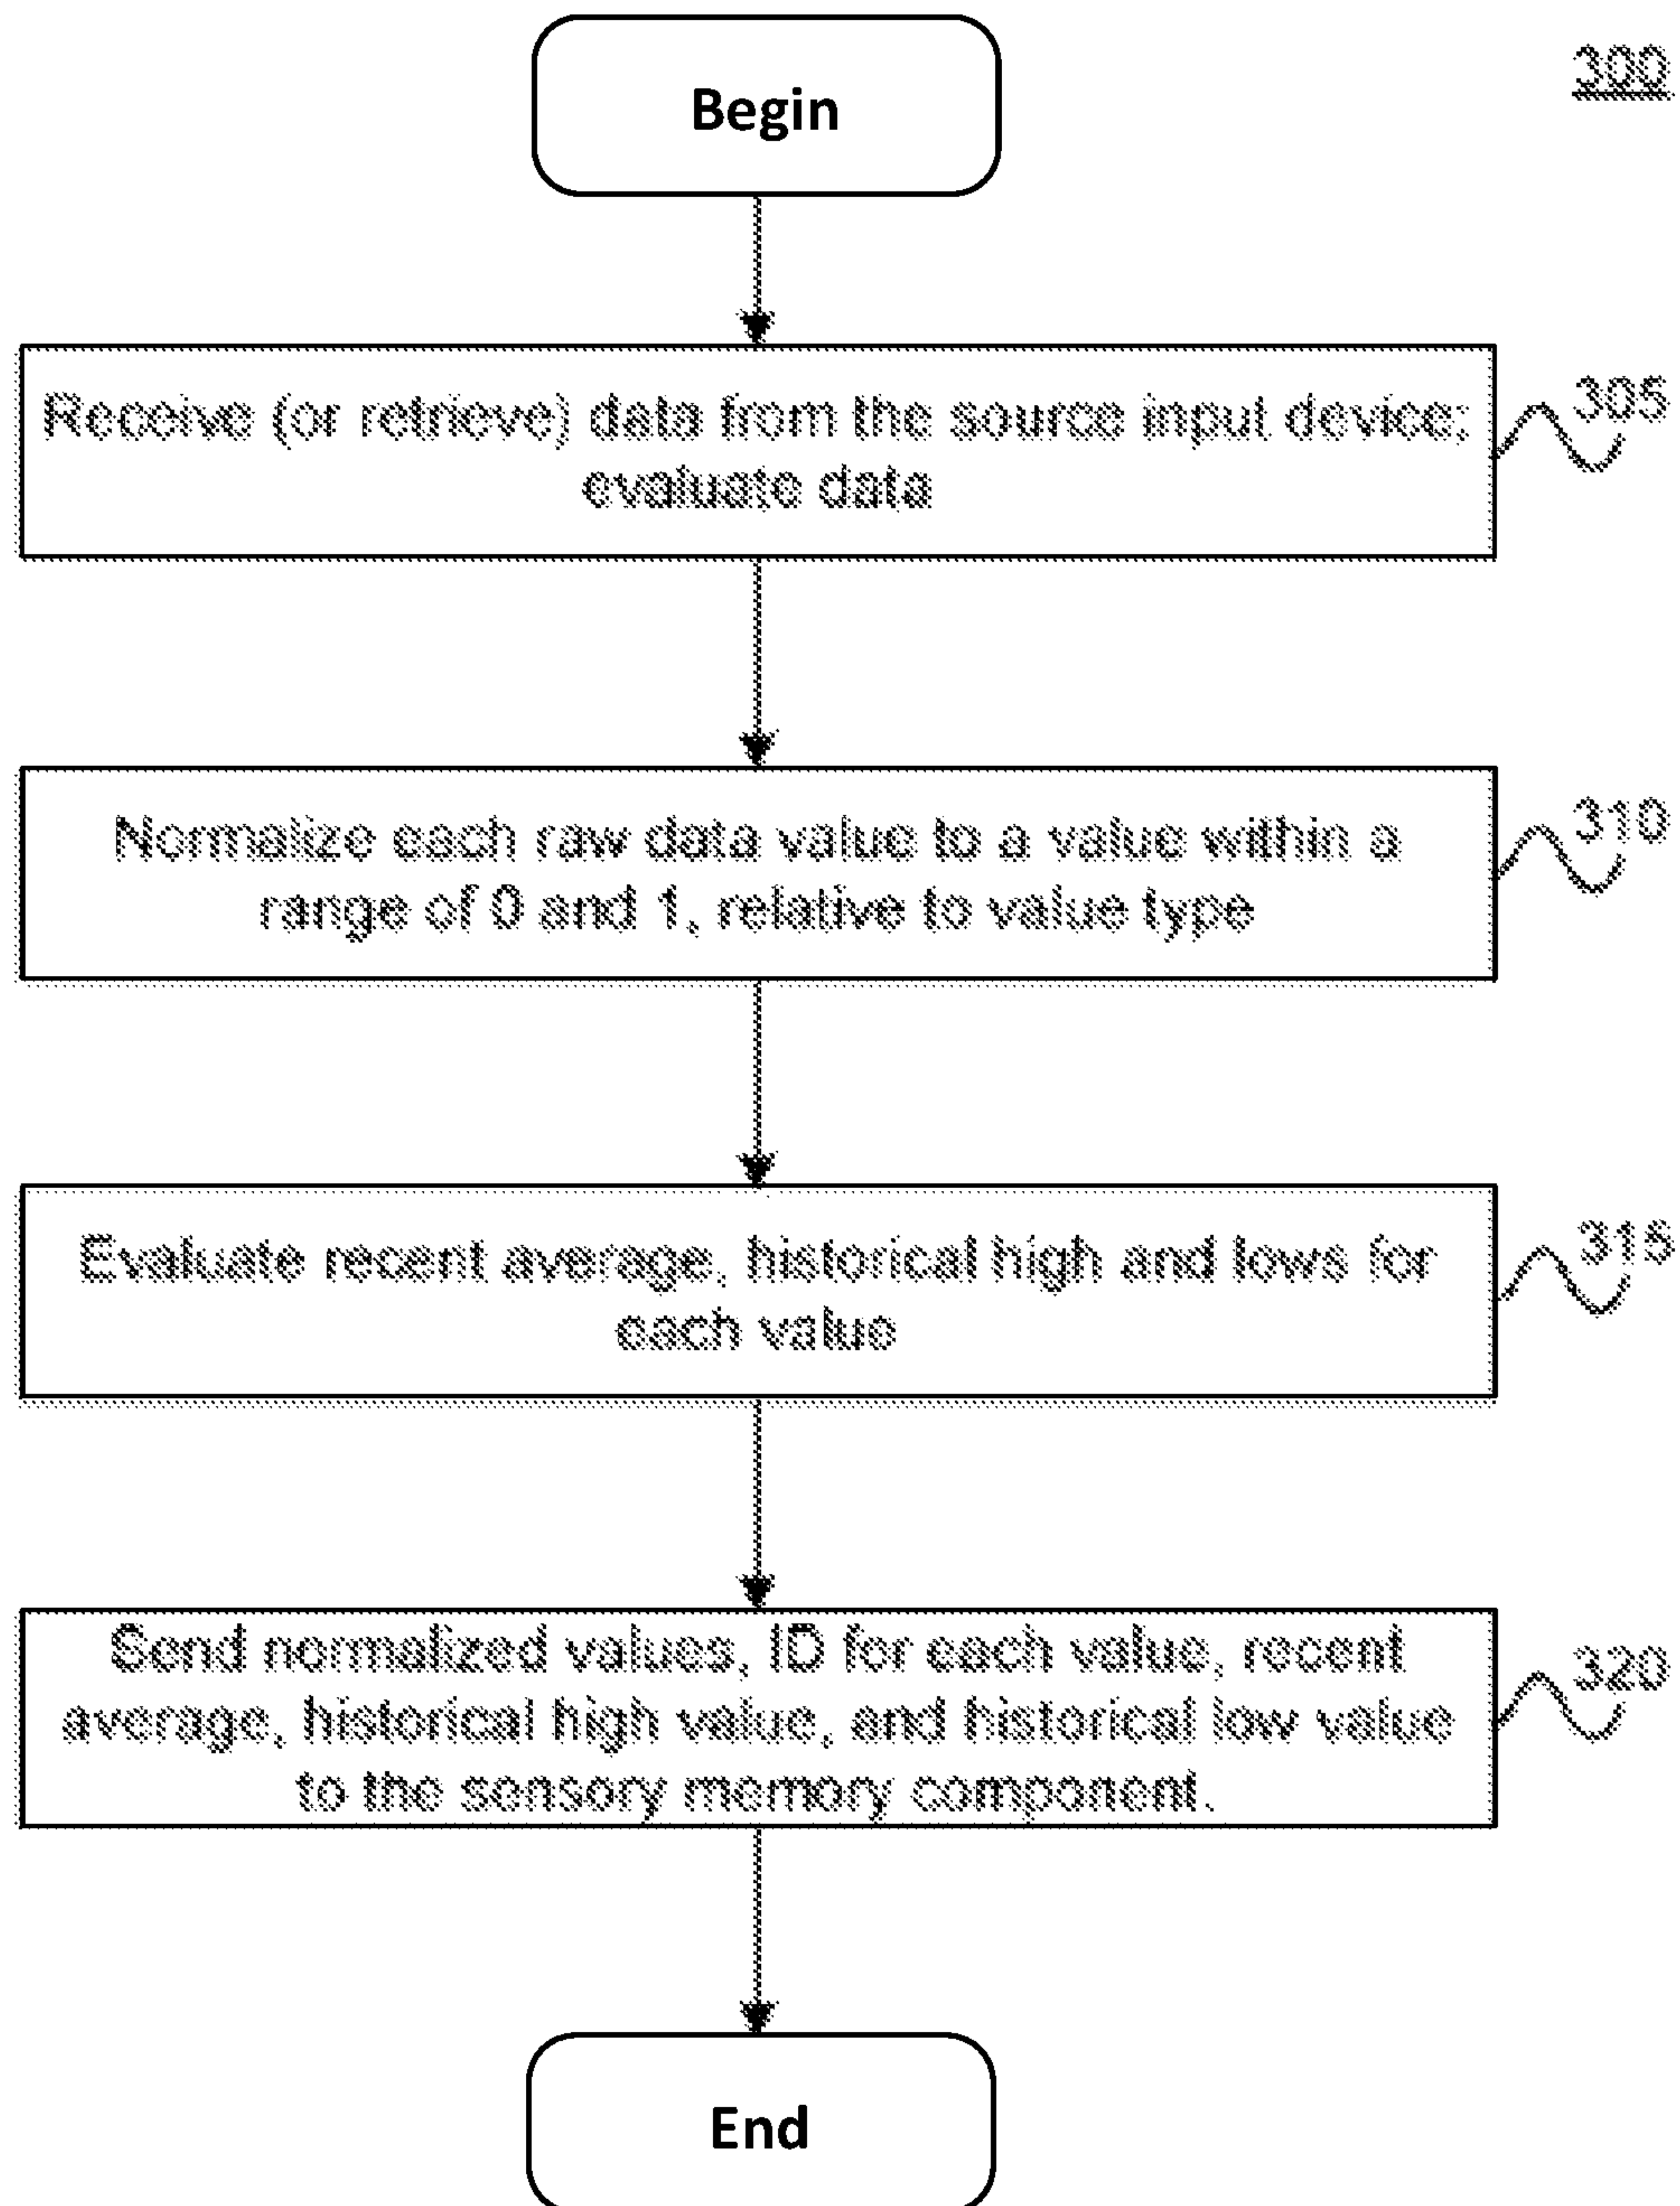 Begin
300
Receive (or retrieve) data from the source input device;
evaluate data
305
Normalize each raw data value to a value within a
range of 0 and 1, relative to value type
310
Evaluate recent average, historical high and lows for
each value
315
Send normalized values, ID for each value, recent
average, historical high value, and historical low value
to the sensory memory component.
320
End